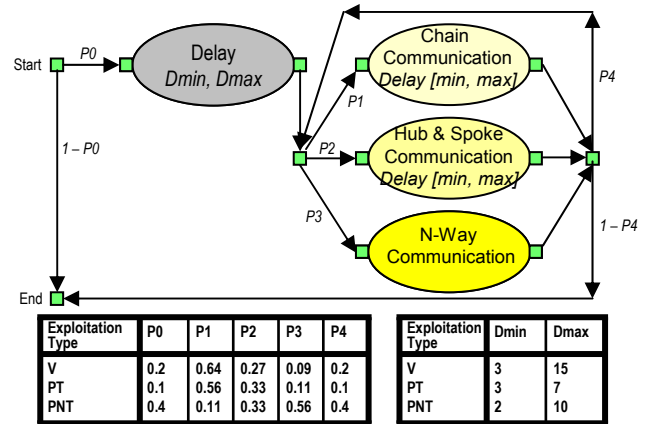 Start
P0
Delay
Dmin, Dmax
Chain
Communication
Delay [min, max]
P4
P1
Hub & Spoke
Communication
Delay [min, max]
P2
1 – P0
P3
N-Way
Communication
1 – P4
End
Exploitation Type P0 P1 P2 P3 P4
V 0.2 0.64 0.27 0.09 0.2
PT 0.1 0.56 0.33 0.11 0.1
PNT 0.4 0.11 0.33 0.56 0.4
Exploitation Type Dmin Dmax
V 3 15
PT 3 7
PNT 2 10